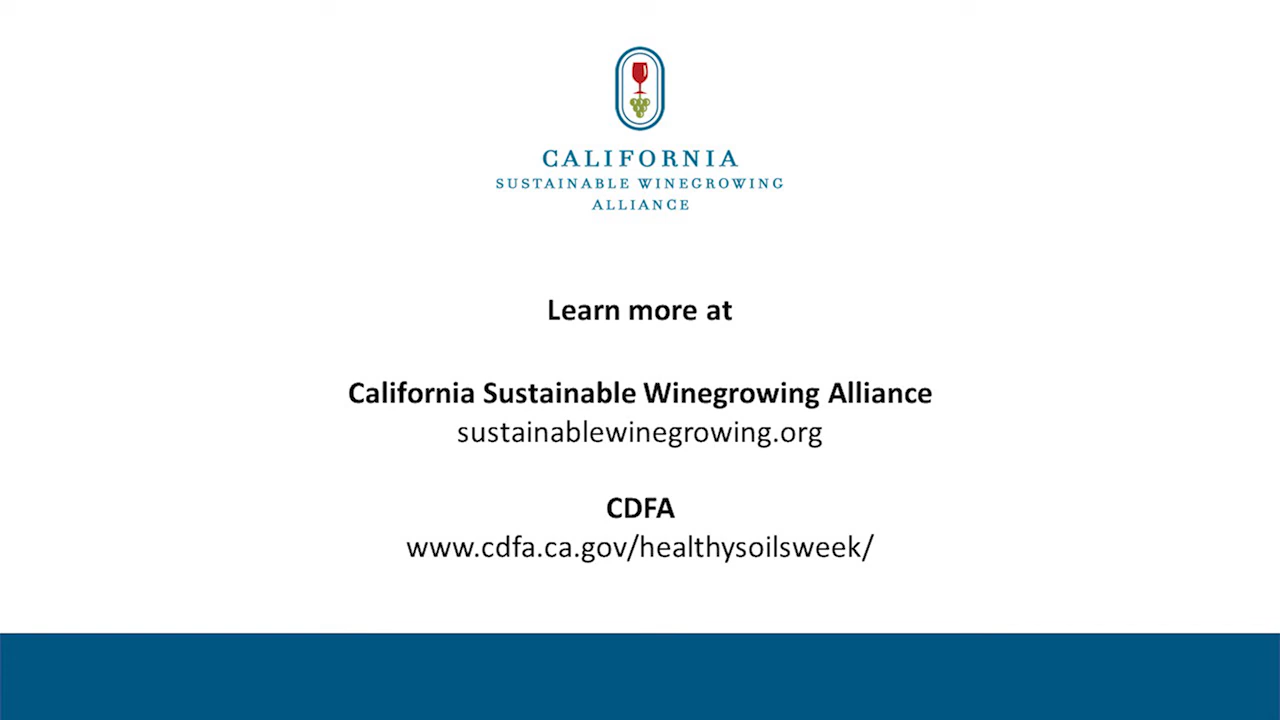 CALIFORNIA
SUSTAINABLE WINEGROWING
ALLIANCE
Learn more at
California Sustainable Winegrowing Alliance
sustainablewinegrowing.org
CDFA
www.cdfa.ca.gov/healthysoilsweek/